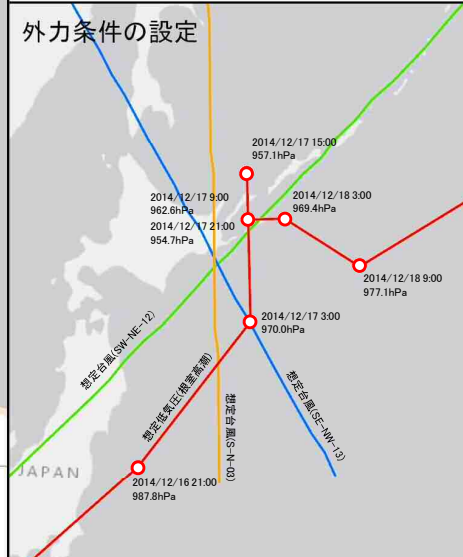 外力条件の設定
2014/12/17 15:00
957.1hPa
2014/12/17 9:00
962.6hPa
2014/12/17 21:00
954.7hPa
2014/12/18 3:00
969.4hPa
2014/12/18 9:00
977.1hPa
2014/12/17 3:00
970.0hPa
想定台風(SW-NE-12)
想定低気圧(根室高潮)
想定台風(S-N-03)
想定台風(SE-NW-13)
JAPAN
2014/12/16 21:00
987.8hPa